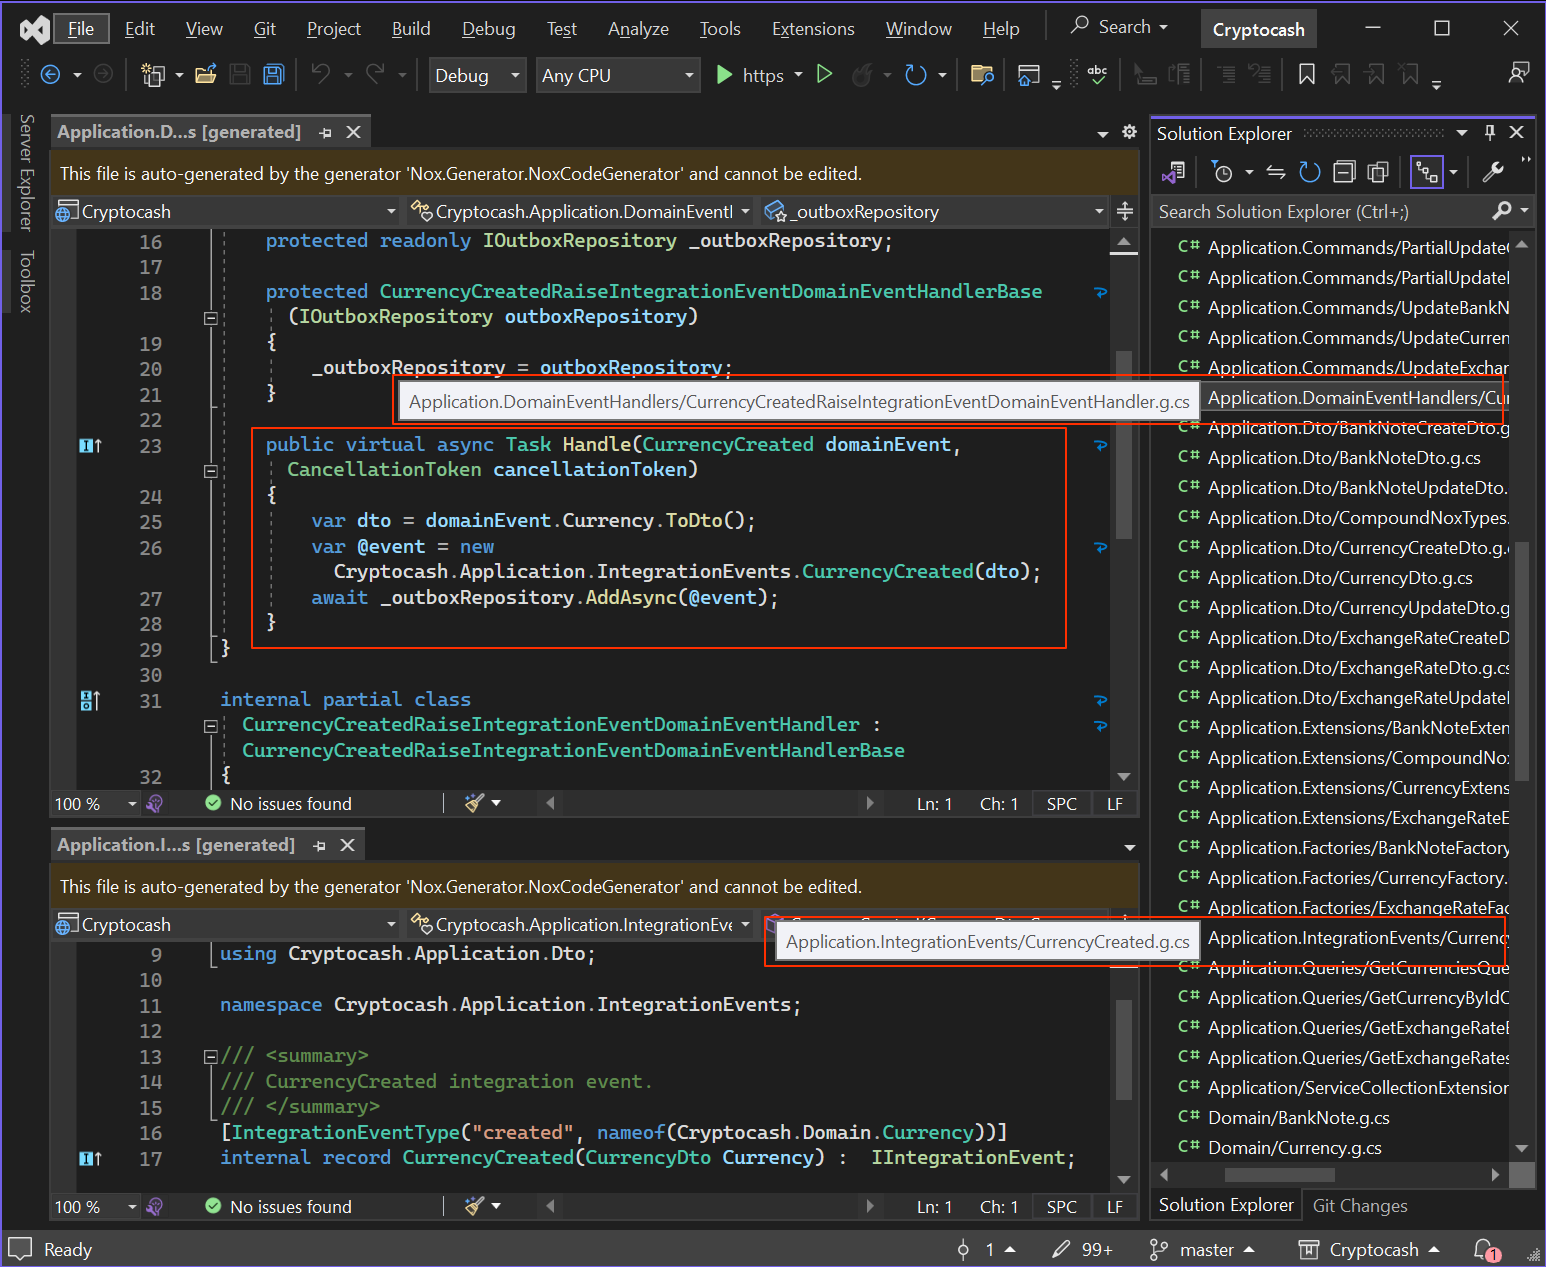 File Edit View Git Project Build Debug Test Analyze Tools Extensions Window Help Search Cryptocash
Debug Any CPU https abc
Server Explorer
Toolbox
Application.D...s [generated]
This file is auto-generated by the generator 'Nox.Generator.NoxCodeGenerator' and cannot be edited.
Cryptocash Cryptocash.Application.DomainEventH _outboxRepository
16 protected readonly IOutboxRepository _outboxRepository;
17
18 protected CurrencyCreatedRaiseIntegrationEventDomainEventHandlerBase
(IOutboxRepository outboxRepository)
19 {
20 _outboxRepository = outboxRepository;
21 }
22
Application.DomainEventHandlers/CurrencyCreatedRaiseIntegrationEventDomainEventHandler.g.cs
23 public virtual async Task Handle(CurrencyCreated domainEvent,
CancellationToken cancellationToken)
24 {
25 var dto = domainEvent.Currency.ToDto();
26 var @event = new
Cryptocash.Application.IntegrationEvents.CurrencyCreated(dto);
27 await _outboxRepository.AddAsync(@event);
28 }
29 }
30
31 internal partial class
CurrencyCreatedRaiseIntegrationEventDomainEventHandler :
CurrencyCreatedRaiseIntegrationEventDomainEventHandlerBase
32 {
100 % No issues found Ln: 1 Ch: 1 SPC LF
Application.I...s [generated]
This file is auto-generated by the generator 'Nox.Generator.NoxCodeGenerator' and cannot be edited.
Cryptocash Cryptocash.Application.IntegrationEve
Application.IntegrationEvents/CurrencyCreated.g.cs
9 using Cryptocash.Application.Dto;
10
11 namespace Cryptocash.Application.IntegrationEvents;
12
13 /// <summary>
14 /// CurrencyCreated integration event.
15 /// </summary>
16 [IntegrationEventType("created", nameof(Cryptocash.Domain.Currency))]
17 internal record CurrencyCreated(CurrencyDto Currency) : IIntegrationEvent;
100 % No issues found Ln: 1 Ch: 1 SPC LF
Solution Explorer
Search Solution Explorer (Ctrl+;)
C# Application.Commands/PartialUpdate
C# Application.Commands/PartialUpdate
C# Application.Commands/UpdateBankN
C# Application.Commands/UpdateCurren
C# Application.Commands/UpdateExchar
Application.DomainEventHandlers/Cur
C# Application.Dto/BankNoteCreateDto.g
C# Application.Dto/BankNoteDto.g.cs
C# Application.Dto/BankNoteUpdateDto.
C# Application.Dto/CompoundNoxTypes.
C# Application.Dto/CurrencyCreateDto.g.
C# Application.Dto/CurrencyDto.g.cs
C# Application.Dto/CurrencyUpdateDto.g
C# Application.Dto/ExchangeRateCreateD
C# Application.Dto/ExchangeRateDto.g.cs
C# Application.Dto/ExchangeRateUpdate
C# Application.Extensions/BankNoteExten
C# Application.Extensions/CompoundNo
C# Application.Extensions/CurrencyExtens
C# Application.Extensions/ExchangeRateE
C# Application.Factories/BankNoteFactory
C# Application.Factories/CurrencyFactory.
C# Application.Factories/ExchangeRateFac
Application.IntegrationEvents/Currency
C# Application.Queries/GetCurrenciesQue
C# Application.Queries/GetCurrencyById
C# Application.Queries/GetExchangeRate
C# Application.Queries/GetExchangeRates
C# Application/ServiceCollectionExtension
C# Domain/BankNote.g.cs
C# Domain/Currency.g.cs
Solution Explorer Git Changes
Ready 1 99+ master Cryptocash 1